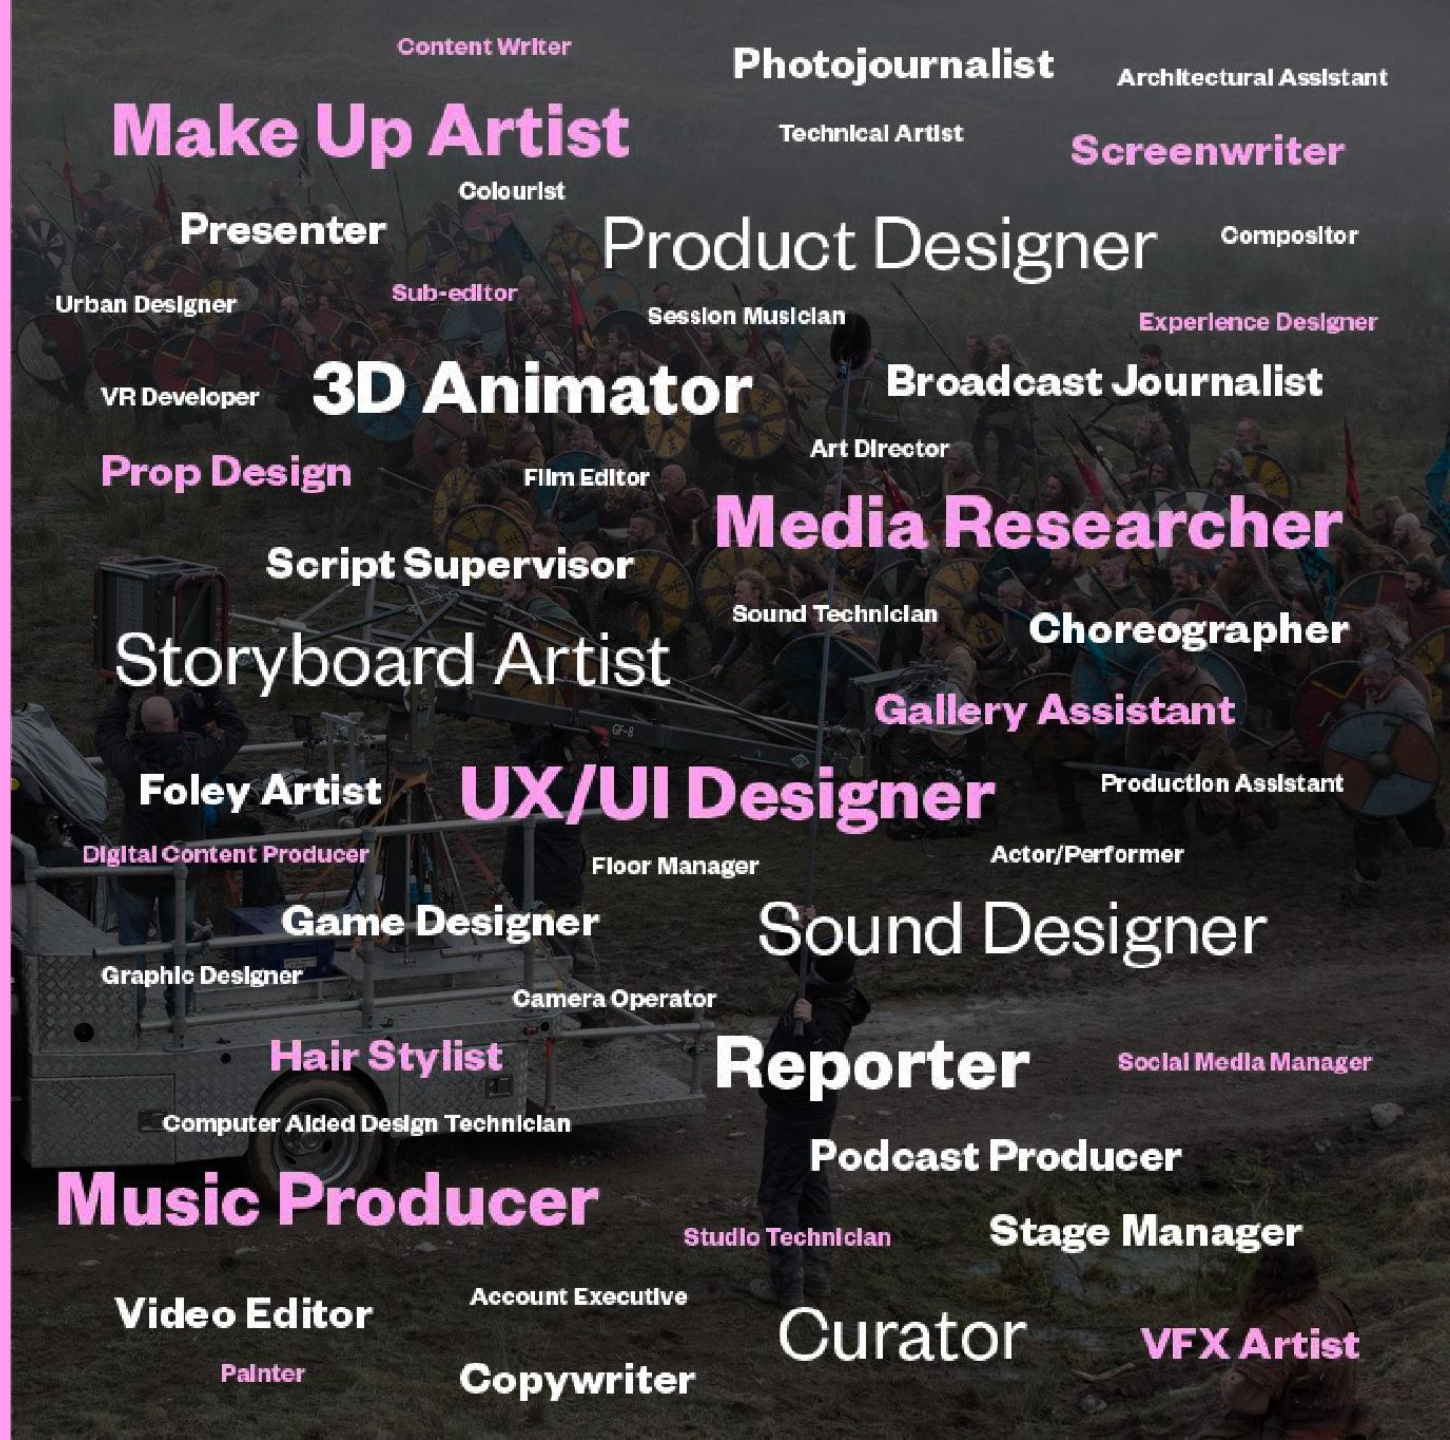 Content Writer
Photojournalist
Architectural Assistant
Make Up Artist
Technical Artist
Screenwriter
Colourist
Presenter
Product Designer
Compositor
Urban Designer
Sub-editor
Session Musician
Experience Designer
VR Developer
3D Animator
Broadcast Journalist
Art Director
Prop Design
Film Editor
Media Researcher
Script Supervisor
Sound Technician
Choreographer
Storyboard Artist
Gallery Assistant
GF-8
Foley Artist
UX/UI Designer
Production Assistant
Digital Content Producer
Floor Manager
Actor/Performer
Game Designer
Sound Designer
Graphic Designer
Camera Operator
Hair Stylist
Reporter
Social Media Manager
Computer Aided Design Technician
Podcast Producer
Music Producer
Studio Technician
Stage Manager
Account Executive
Video Editor
Curator
VFX Artist
Painter
Copywriter